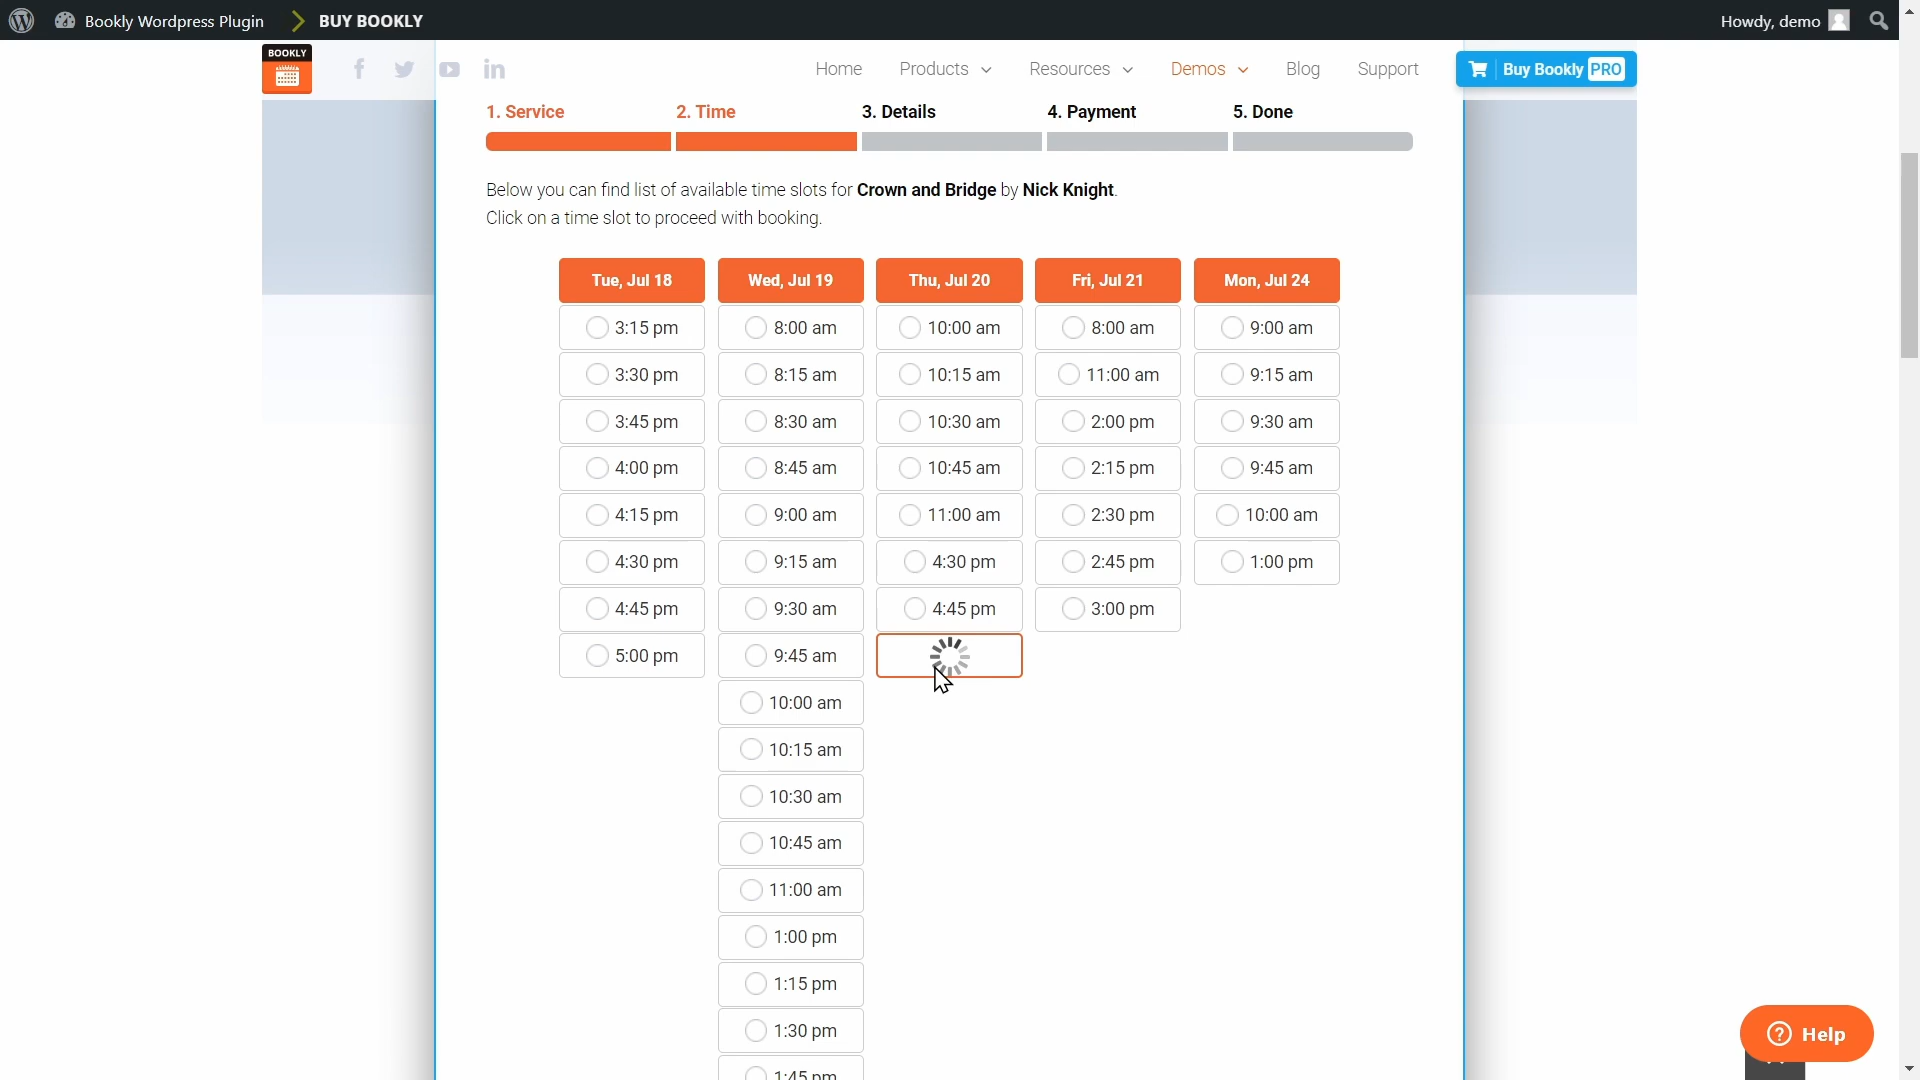 Bookly Wordpress Plugin
BUY BOOKLY
Howdy, demo
BOOKLY
Home
Products
Resources
Demos
Blog
Support
Buy Bookly PRO
1. Service
2. Time
3. Details
4. Payment
5. Done
Below you can find list of available time slots for Crown and Bridge by Nick Knight.
Click on a time slot to proceed with booking.
Tue, Jul 18
3:15 pm
3:30 pm
3:45 pm
4:00 pm
4:15 pm
4:30 pm
4:45 pm
5:00 pm
Wed, Jul 19
8:00 am
8:15 am
8:30 am
8:45 am
9:00 am
9:15 am
9:30 am
9:45 am
10:00 am
10:15 am
10:30 am
10:45 am
11:00 am
1:00 pm
1:15 pm
1:30 pm
1:45 pm
Thu, Jul 20
10:00 am
10:15 am
10:30 am
10:45 am
11:00 am
4:30 pm
4:45 pm
Fri, Jul 21
8:00 am
11:00 am
2:00 pm
2:15 pm
2:30 pm
2:45 pm
3:00 pm
Mon, Jul 24
9:00 am
9:15 am
9:30 am
9:45 am
10:00 am
1:00 pm
Help